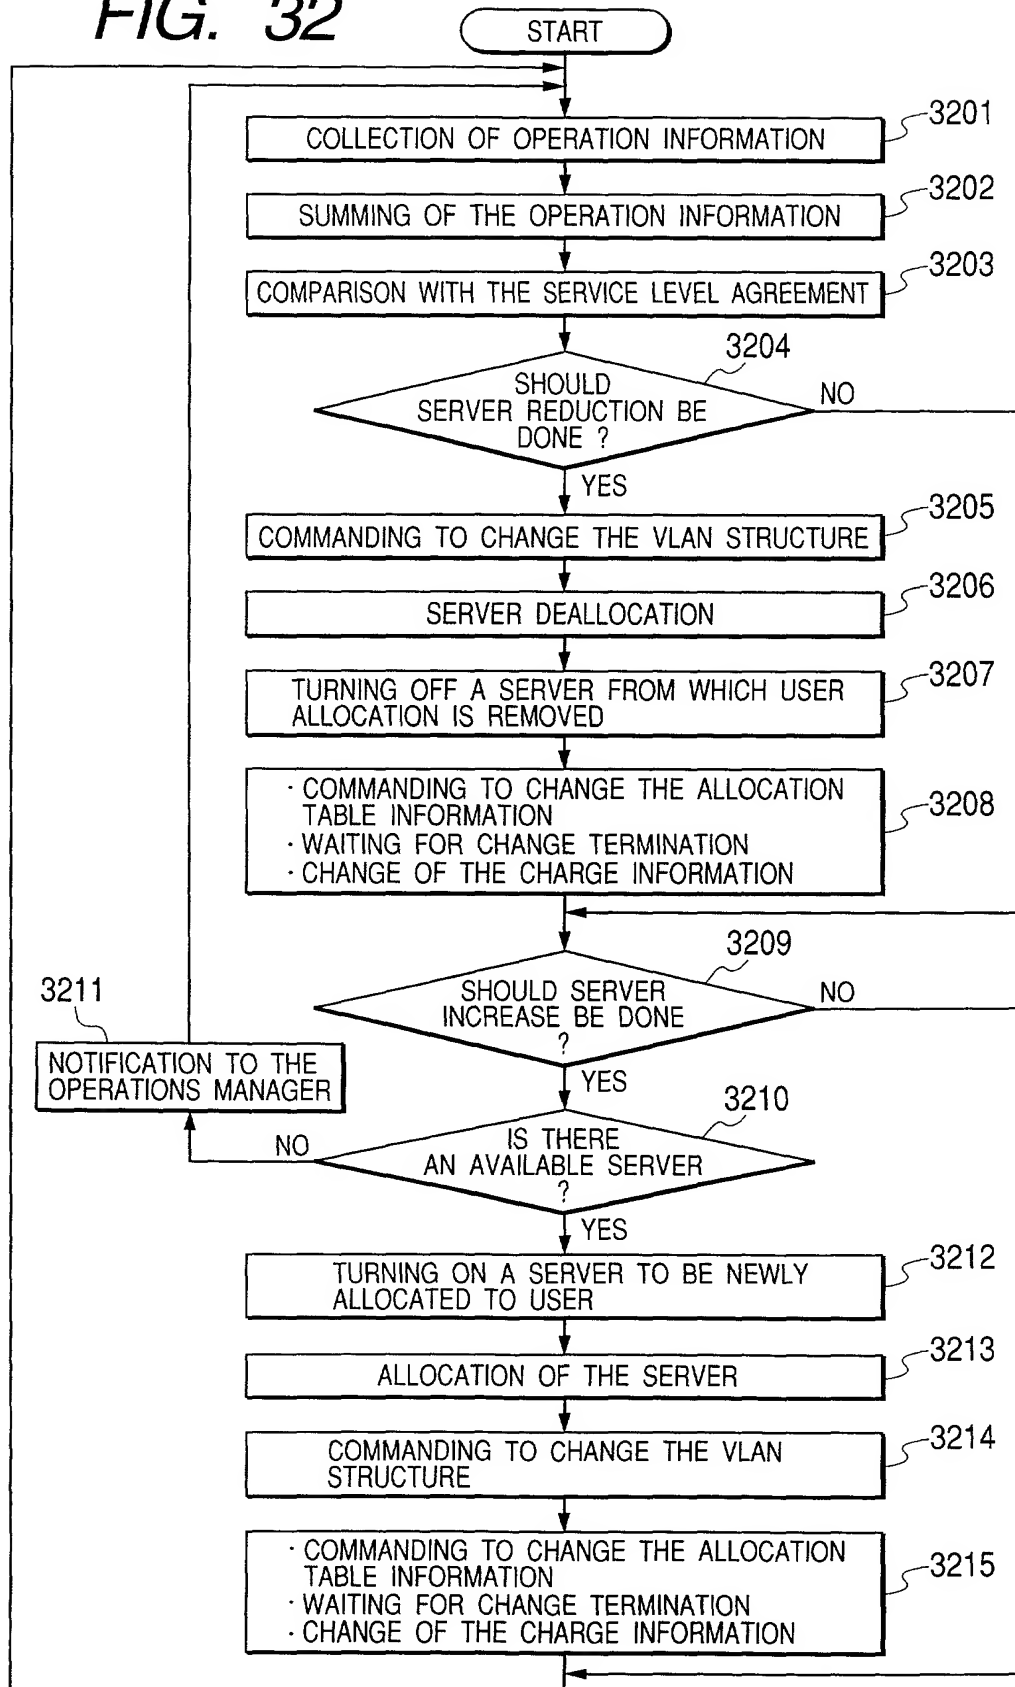 FIG. 32
START
COLLECTION OF OPERATION INFORMATION
3201
SUMMING OF THE OPERATION INFORMATION
3202
COMPARISON WITH THE SERVICE LEVEL AGREEMENT
3203
SHOULD
SERVER REDUCTION BE
DONE ?
3204
NO
YES
COMMANDING TO CHANGE THE VLAN STRUCTURE
3205
SERVER DEALLOCATION
3206
TURNING OFF A SERVER FROM WHICH USER
ALLOCATION IS REMOVED
3207
· COMMANDING TO CHANGE THE ALLOCATION
TABLE INFORMATION
· WAITING FOR CHANGE TERMINATION
· CHANGE OF THE CHARGE INFORMATION
3208
SHOULD SERVER
INCREASE BE DONE
?
3209
NO
YES
3211
NOTIFICATION TO THE
OPERATIONS MANAGER
IS THERE
AN AVAILABLE SERVER
?
3210
NO
YES
TURNING ON A SERVER TO BE NEWLY
ALLOCATED TO USER
3212
ALLOCATION OF THE SERVER
3213
COMMANDING TO CHANGE THE VLAN
STRUCTURE
3214
· COMMANDING TO CHANGE THE ALLOCATION
TABLE INFORMATION
· WAITING FOR CHANGE TERMINATION
· CHANGE OF THE CHARGE INFORMATION
3215